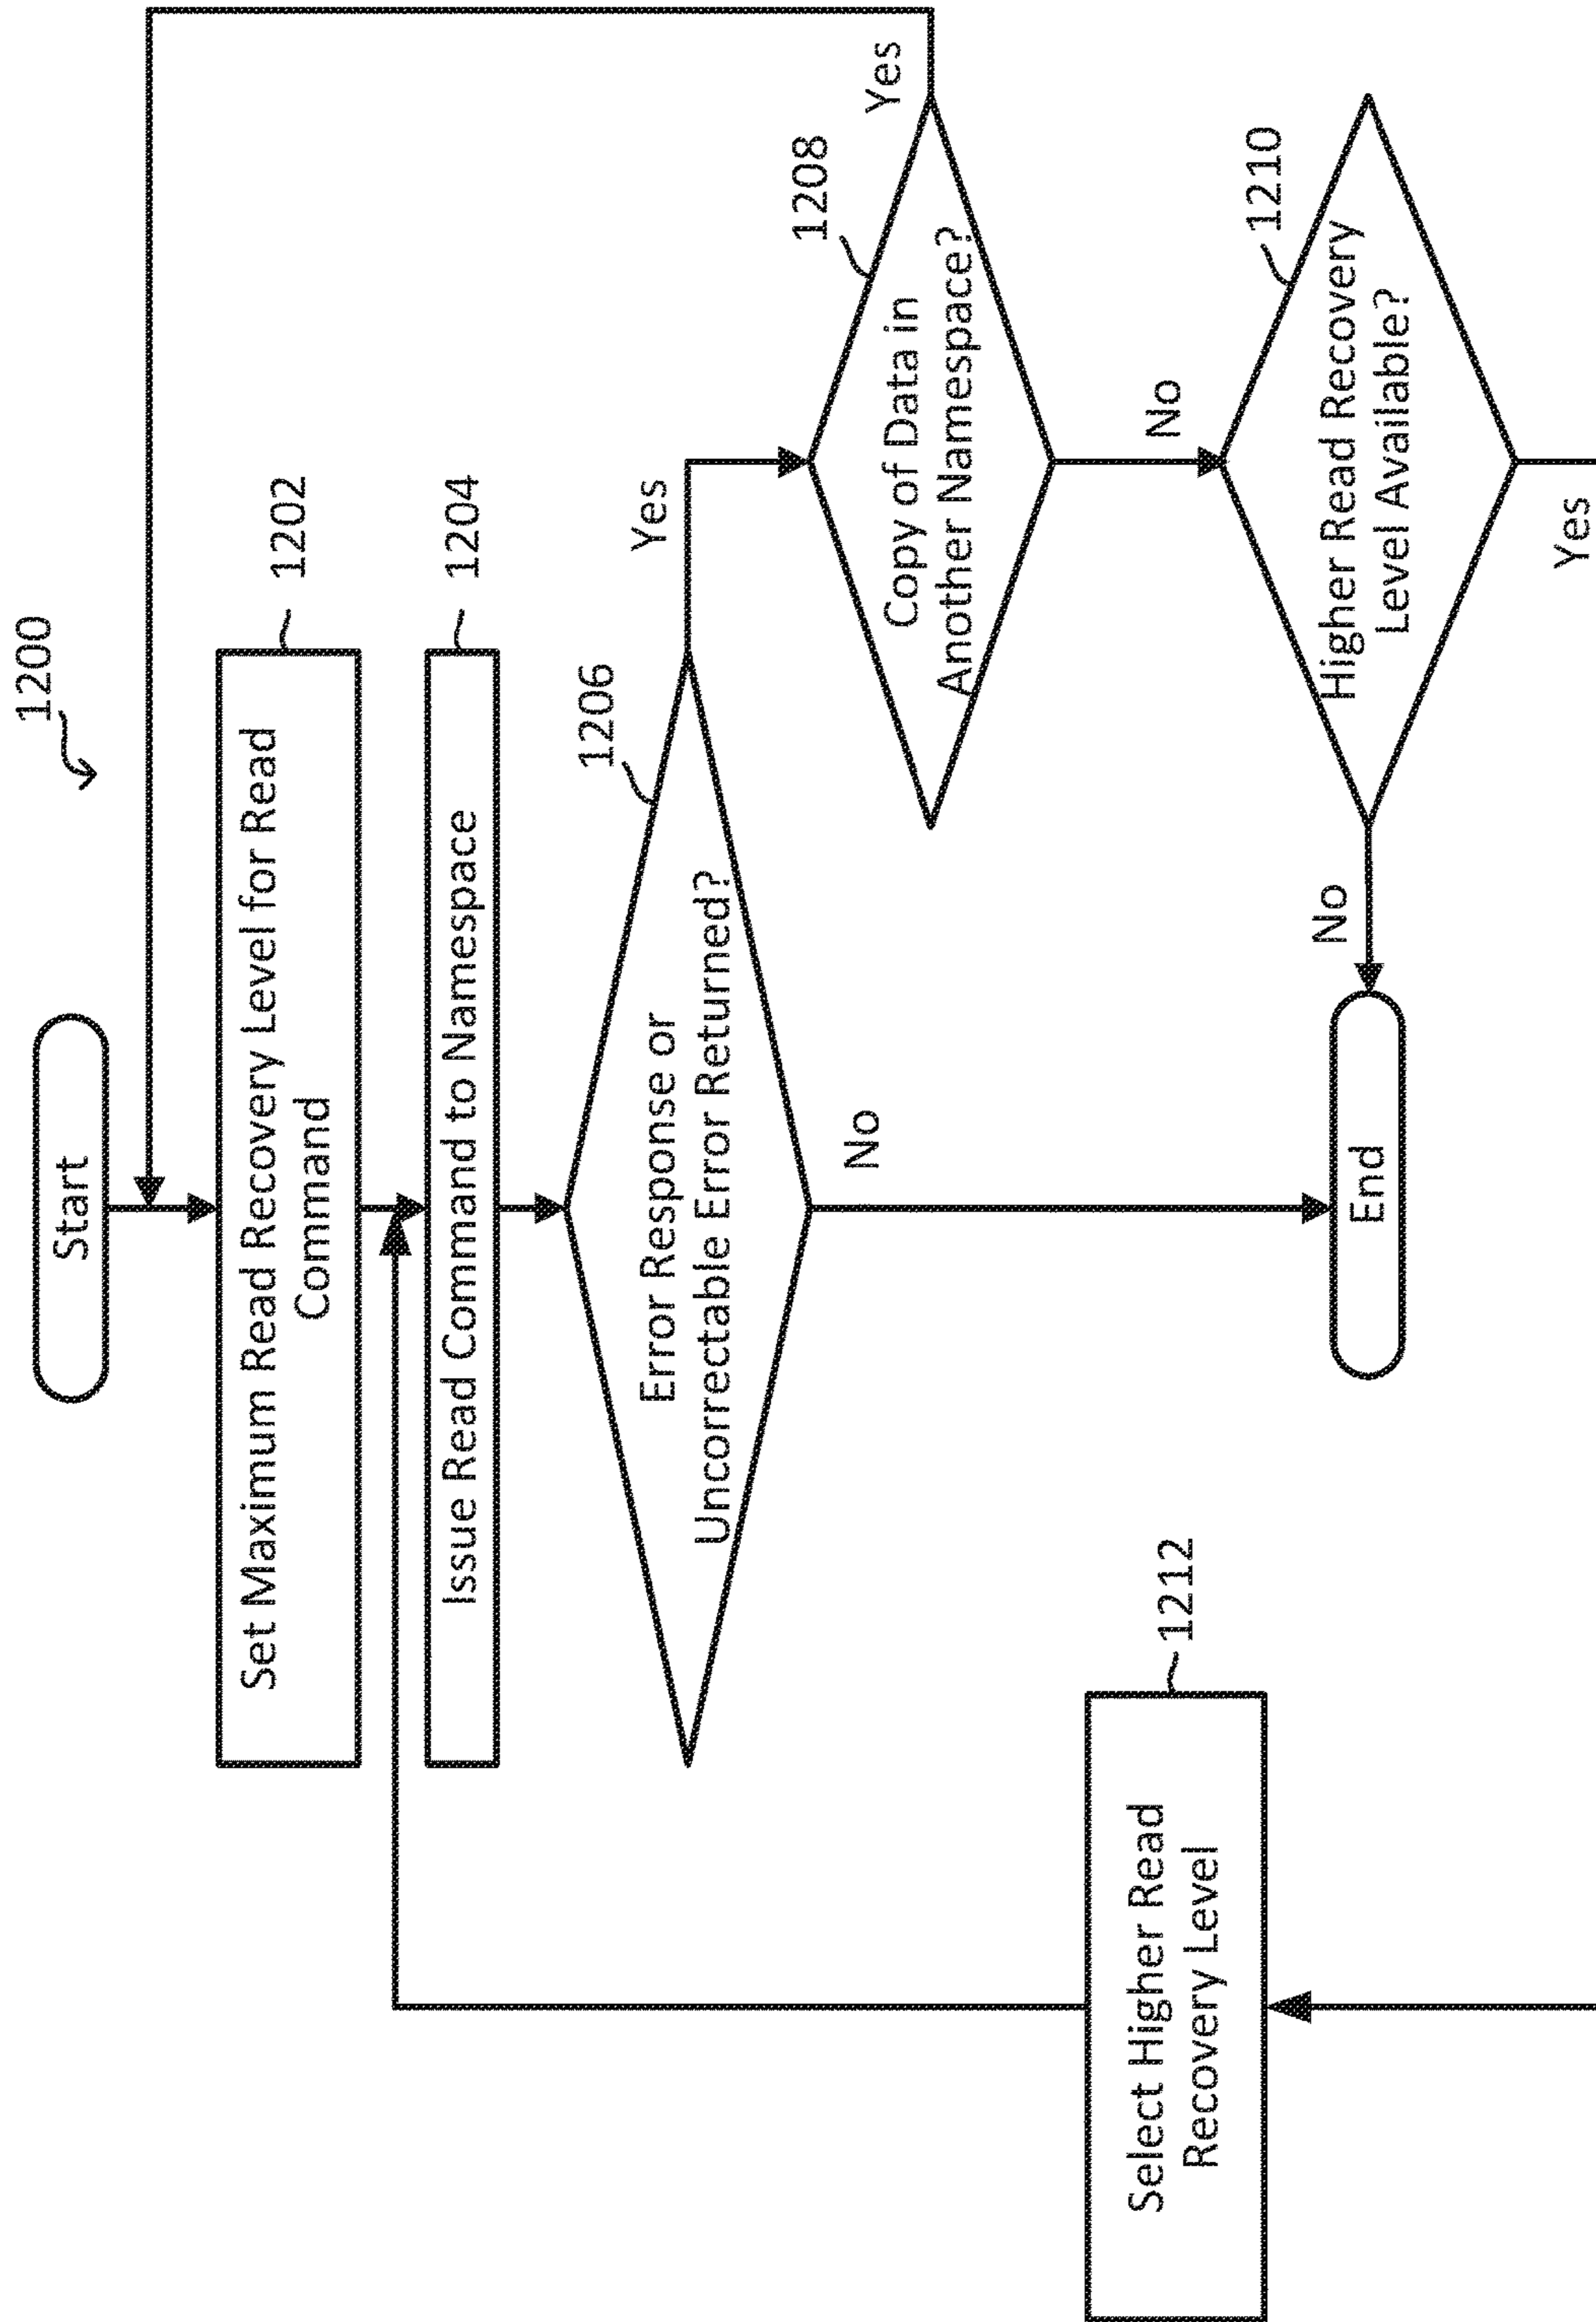 1200
Start
Set Maximum Read Recovery Level for Read
Command
1202
Issue Read Command to Namespace
1204
Error Response or
Uncorrectable Error Returned?
1206
Yes
No
Copy of Data in
Another Namespace?
1208
Yes
No
Higher Read Recovery
Level Available?
1210
No
Yes
Select Higher Read
Recovery Level
1212
End